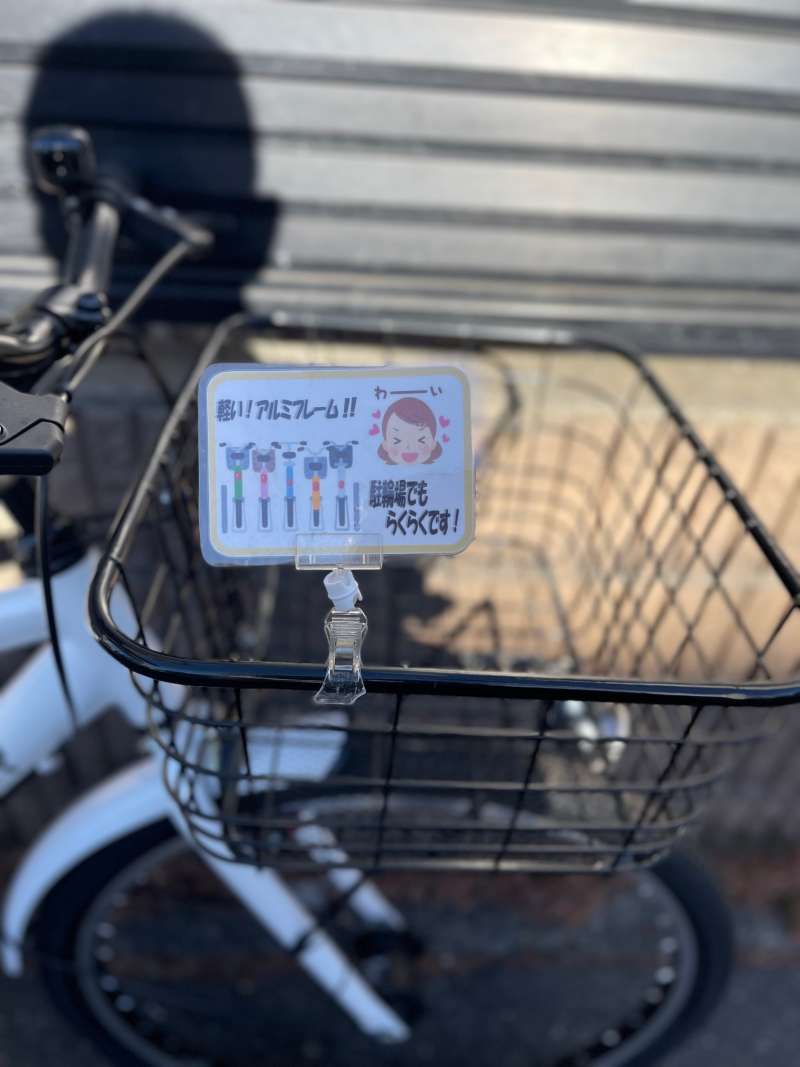 軽い！アルミフレーム！！
わーーい
駐輪場でも
らくらくです！